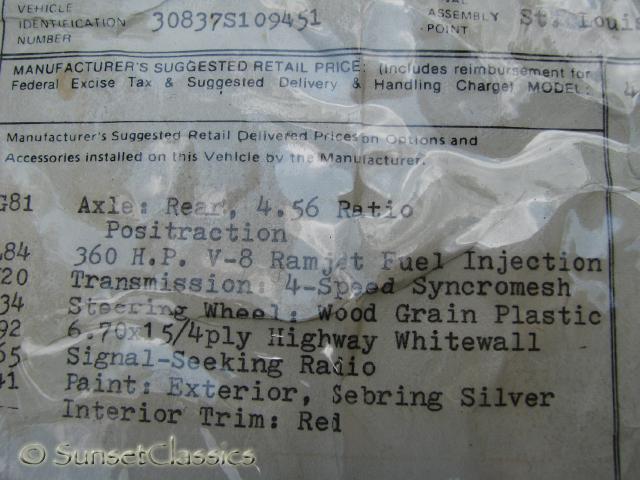 VEHICLE
IDENTIFICATION 30837S109451
NUMBER
ASSEMBLY St. Loui
POINT
MANUFACTURER'S SUGGESTED RETAIL PRICE: (Includes reimbursement for
Federal Excise Tax & Suggested Delivery & Handling Charge) MODEL: 4
Manufacturer's Suggested Retail Delivered Prices on Options and
Accessories installed on this Vehicle by the Manufacturer.
G81 Axle: Rear, 4.56 Ratio
Positraction
L84 360 H.P. V-8 Ramjet Fuel Injection
20 Transmission: 4-Speed Syncromesh
34 Steering Wheel: Wood Grain Plastic
92 6.70x15/4ply Highway Whitewall
65 Signal-Seeking Radio
41 Paint: Exterior, Sebring Silver
-- Interior Trim: Red
© SunsetClassics